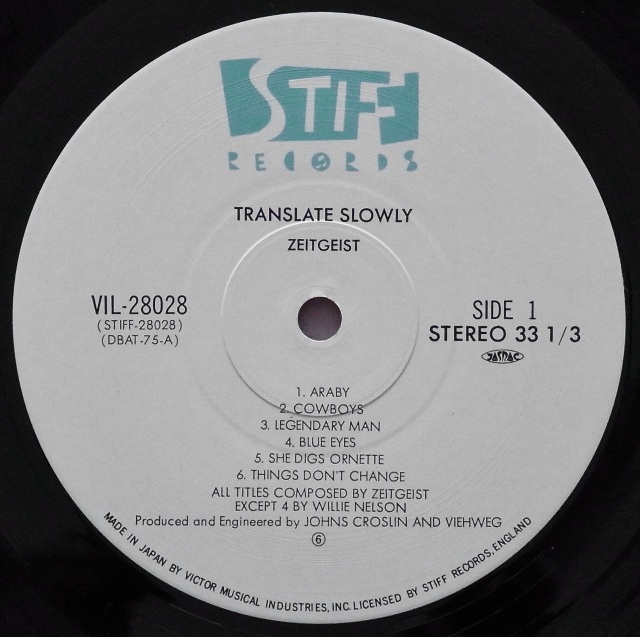 STIFF
RECORDS
TRANSLATE SLOWLY
ZEITGEIST
VIL-28028
(STIFF-28028)
(DBAT-75-A)
SIDE 1
STEREO 33 1/3
JASRAC
1. ARABY
2. COWBOYS
3. LEGENDARY MAN
4. BLUE EYES
5. SHE DIGS ORNETTE
6. THINGS DON'T CHANGE
ALL TITLES COMPOSED BY ZEITGEIST
EXCEPT 4 BY WILLIE NELSON
Produced and Engineered by JOHNS CROSLIN AND VIEHWEG
⑥
MADE IN JAPAN BY VICTOR MUSICAL INDUSTRIES, INC. LICENSED BY STIFF RECORDS, ENGLAND